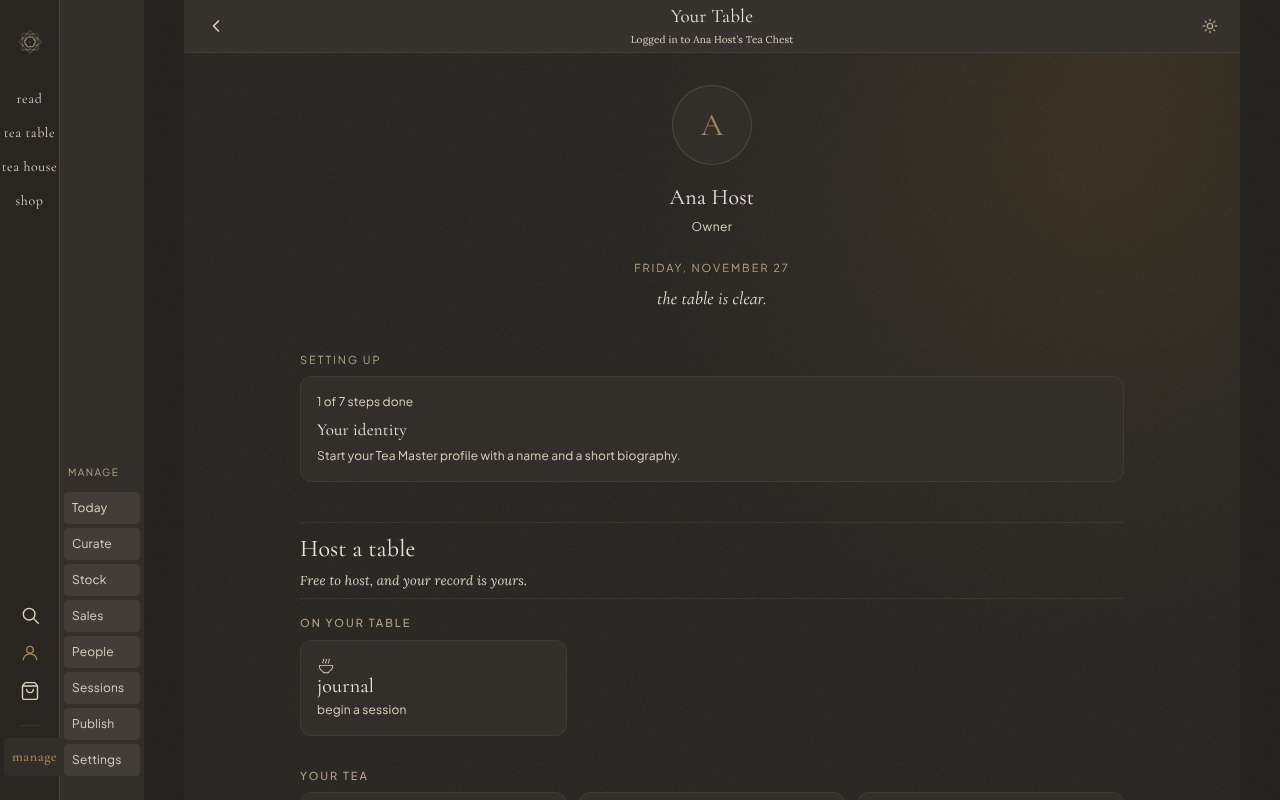 read
tea table
tea house
shop
manage
MANAGE
Today
Curate
Stock
Sales
People
Sessions
Publish
Settings
Your Table
Logged in to Ana Host's Tea Chest
A
Ana Host
Owner
FRIDAY, NOVEMBER 27
the table is clear.
SETTING UP
1 of 7 steps done
Your identity
Start your Tea Master profile with a name and a short biography.
Host a table
Free to host, and your record is yours.
ON YOUR TABLE
journal
begin a session
YOUR TEA